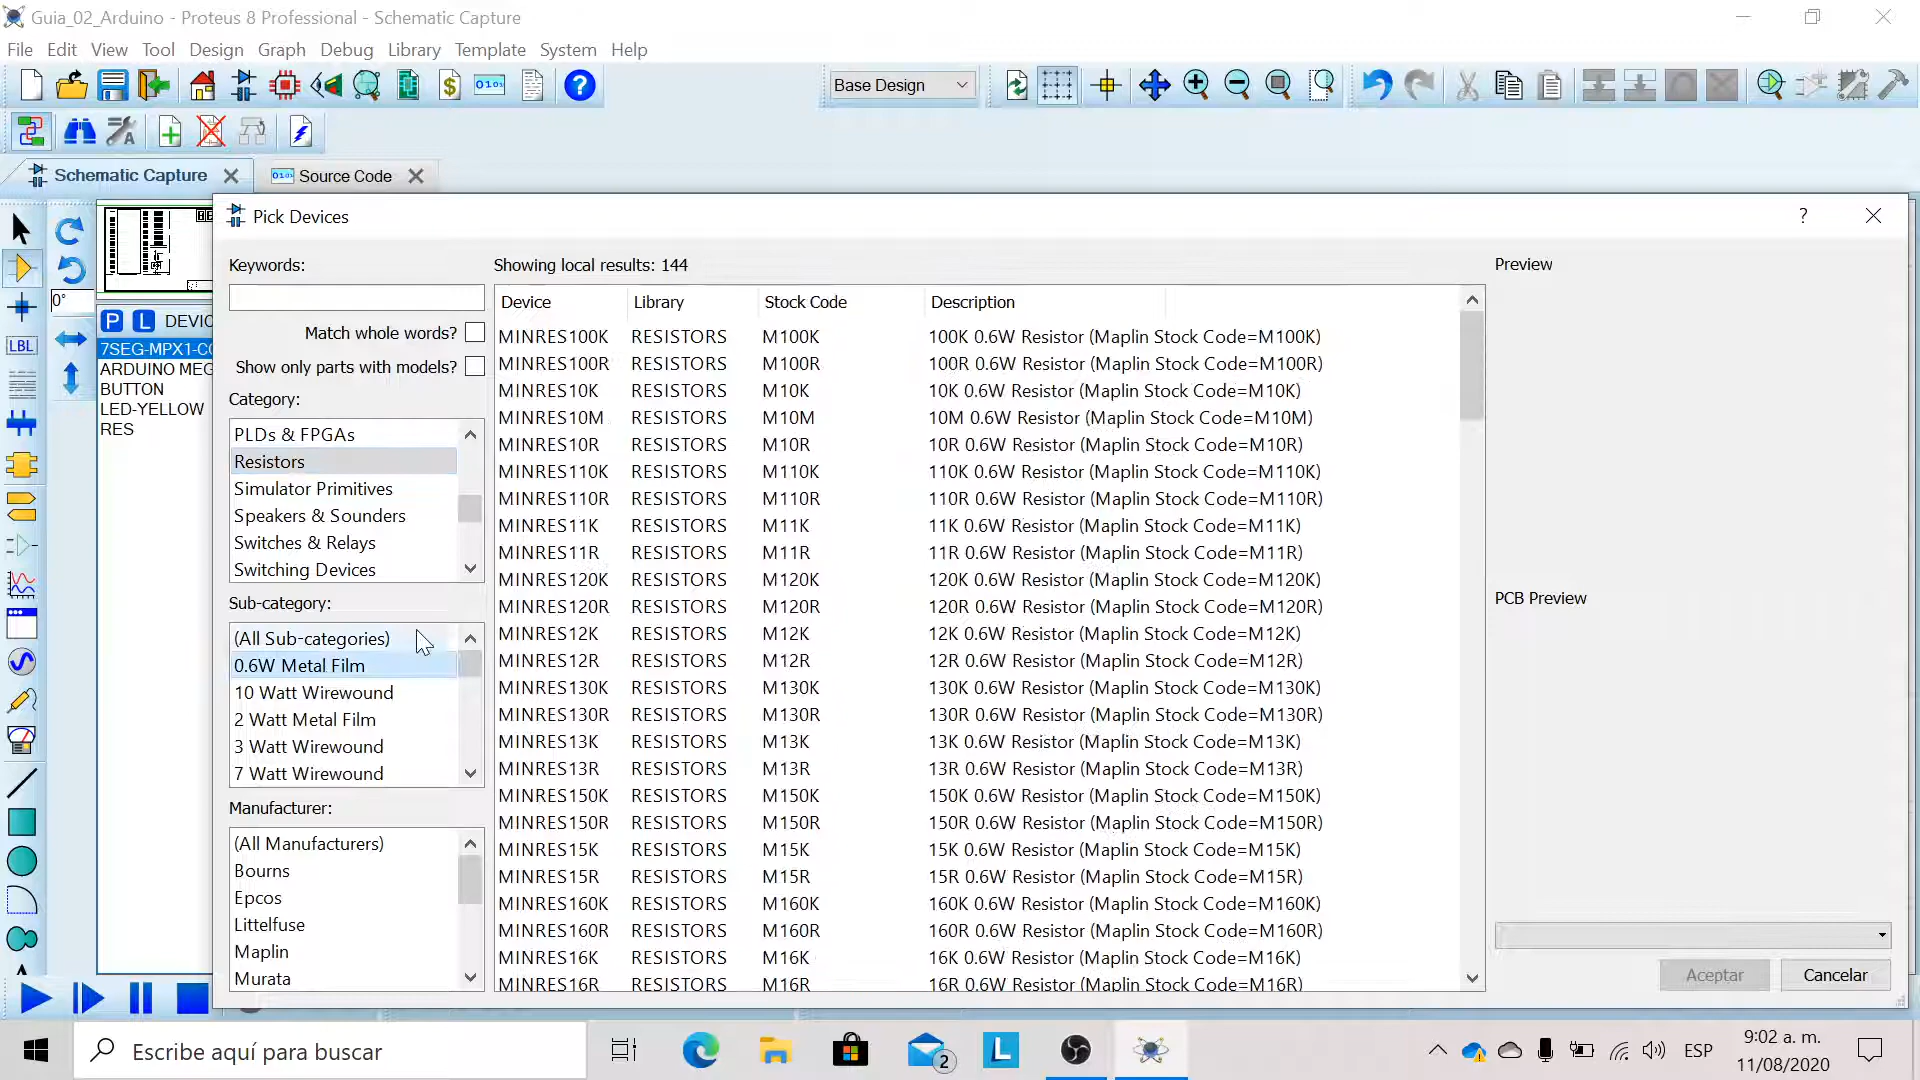 Guia_02_Arduino - Proteus 8 Professional - Schematic Capture
File Edit View Tool Design Graph Debug Library Template System Help
Base Design
Schematic Capture
Source Code
Pick Devices
?
Keywords:
Match whole words?
Show only parts with models?
Category:
PLDs & FPGAs
Resistors
Simulator Primitives
Speakers & Sounders
Switches & Relays
Switching Devices
Sub-category:
(All Sub-categories)
0.6W Metal Film
10 Watt Wirewound
2 Watt Metal Film
3 Watt Wirewound
7 Watt Wirewound
Manufacturer:
(All Manufacturers)
Bourns
Epcos
Littelfuse
Maplin
Murata
Showing local results: 144
Device Library Stock Code Description
MINRES100K RESISTORS M100K 100K 0.6W Resistor (Maplin Stock Code=M100K)
MINRES100R RESISTORS M100R 100R 0.6W Resistor (Maplin Stock Code=M100R)
MINRES10K RESISTORS M10K 10K 0.6W Resistor (Maplin Stock Code=M10K)
MINRES10M RESISTORS M10M 10M 0.6W Resistor (Maplin Stock Code=M10M)
MINRES10R RESISTORS M10R 10R 0.6W Resistor (Maplin Stock Code=M10R)
MINRES110K RESISTORS M110K 110K 0.6W Resistor (Maplin Stock Code=M110K)
MINRES110R RESISTORS M110R 110R 0.6W Resistor (Maplin Stock Code=M110R)
MINRES11K RESISTORS M11K 11K 0.6W Resistor (Maplin Stock Code=M11K)
MINRES11R RESISTORS M11R 11R 0.6W Resistor (Maplin Stock Code=M11R)
MINRES120K RESISTORS M120K 120K 0.6W Resistor (Maplin Stock Code=M120K)
MINRES120R RESISTORS M120R 120R 0.6W Resistor (Maplin Stock Code=M120R)
MINRES12K RESISTORS M12K 12K 0.6W Resistor (Maplin Stock Code=M12K)
MINRES12R RESISTORS M12R 12R 0.6W Resistor (Maplin Stock Code=M12R)
MINRES130K RESISTORS M130K 130K 0.6W Resistor (Maplin Stock Code=M130K)
MINRES130R RESISTORS M130R 130R 0.6W Resistor (Maplin Stock Code=M130R)
MINRES13K RESISTORS M13K 13K 0.6W Resistor (Maplin Stock Code=M13K)
MINRES13R RESISTORS M13R 13R 0.6W Resistor (Maplin Stock Code=M13R)
MINRES150K RESISTORS M150K 150K 0.6W Resistor (Maplin Stock Code=M150K)
MINRES150R RESISTORS M150R 150R 0.6W Resistor (Maplin Stock Code=M150R)
MINRES15K RESISTORS M15K 15K 0.6W Resistor (Maplin Stock Code=M15K)
MINRES15R RESISTORS M15R 15R 0.6W Resistor (Maplin Stock Code=M15R)
MINRES160K RESISTORS M160K 160K 0.6W Resistor (Maplin Stock Code=M160K)
MINRES160R RESISTORS M160R 160R 0.6W Resistor (Maplin Stock Code=M160R)
MINRES16K RESISTORS M16K 16K 0.6W Resistor (Maplin Stock Code=M16K)
MINRES16R RESISTORS M16R 16R 0.6W Resistor (Maplin Stock Code=M16R)
Preview
PCB Preview
Aceptar Cancelar
0°
LBL
P L DEVIC
7SEG-MPX1-CC
ARDUINO MEG
BUTTON
LED-YELLOW
RES
Escribe aquí para buscar
2
L
ESP
9:02 a. m.
11/08/2020